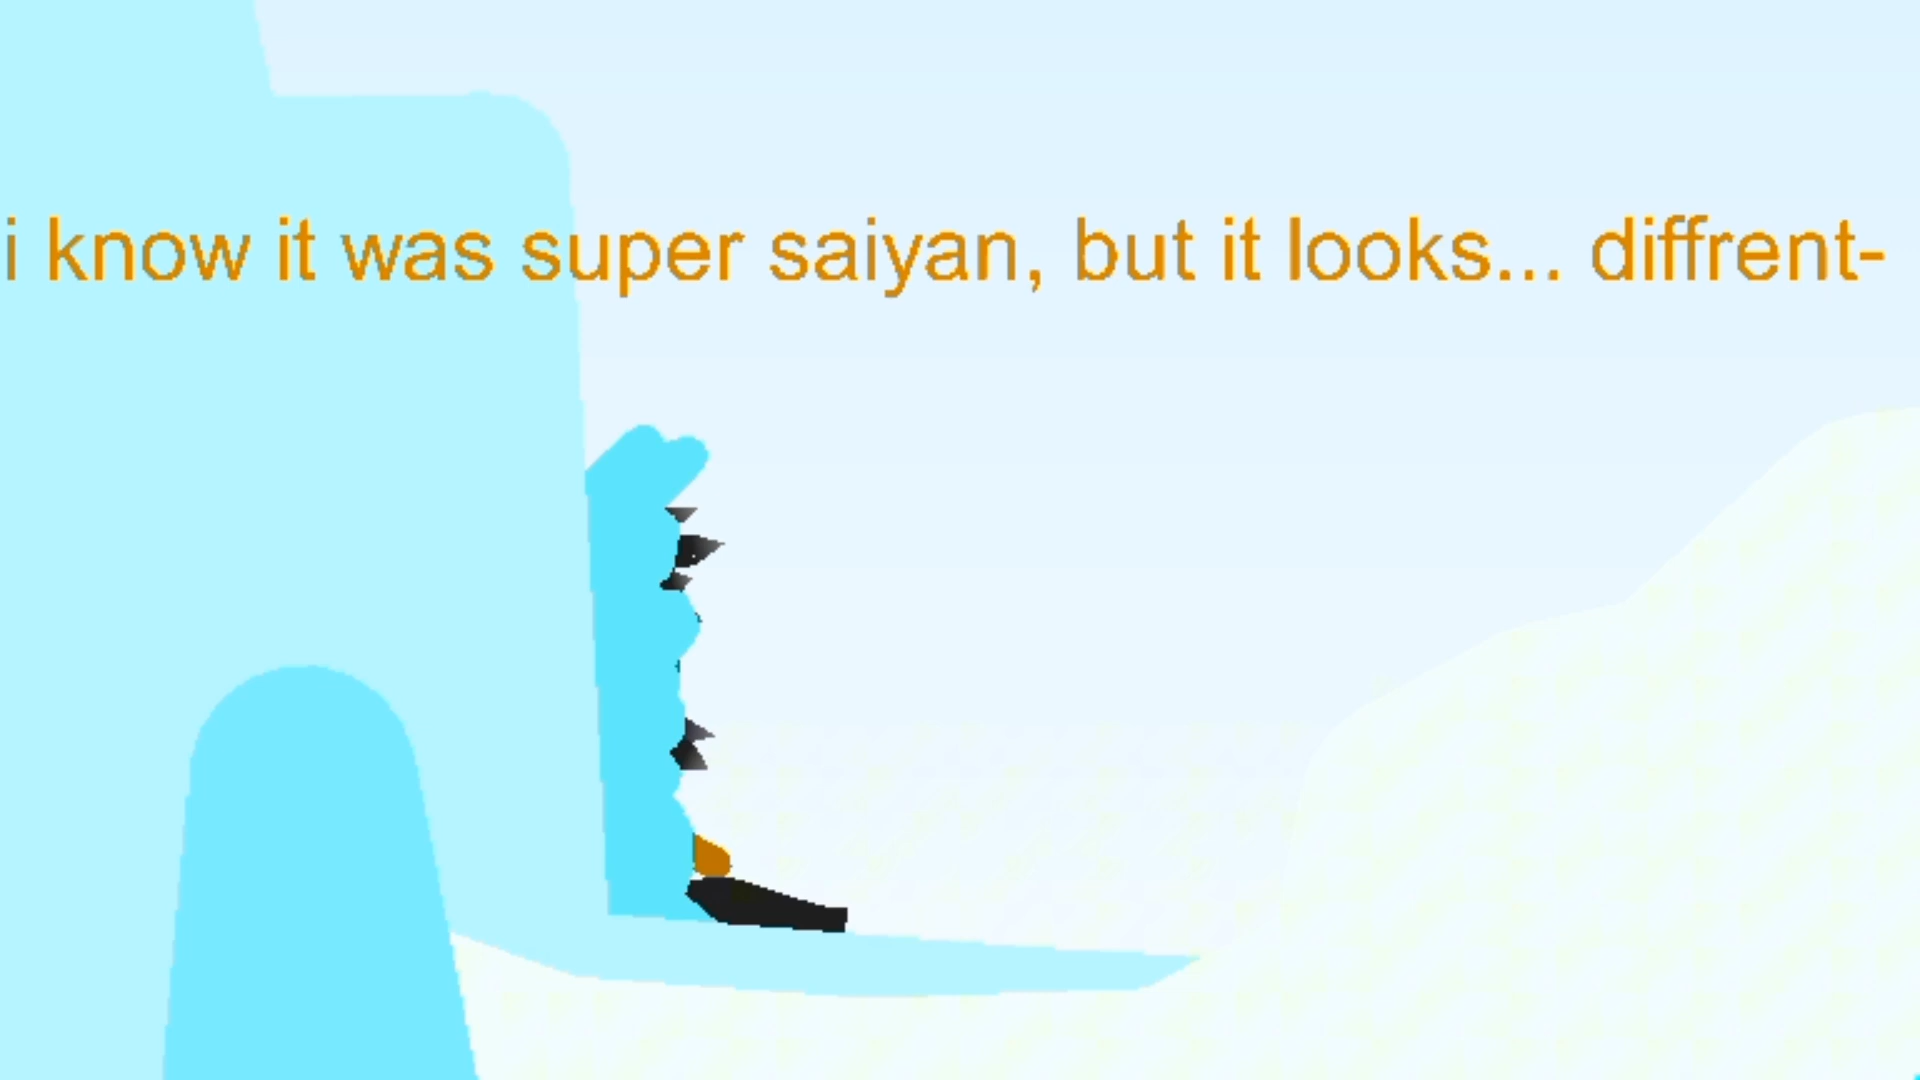 i know it was super saiyan, but it looks... diffrent-